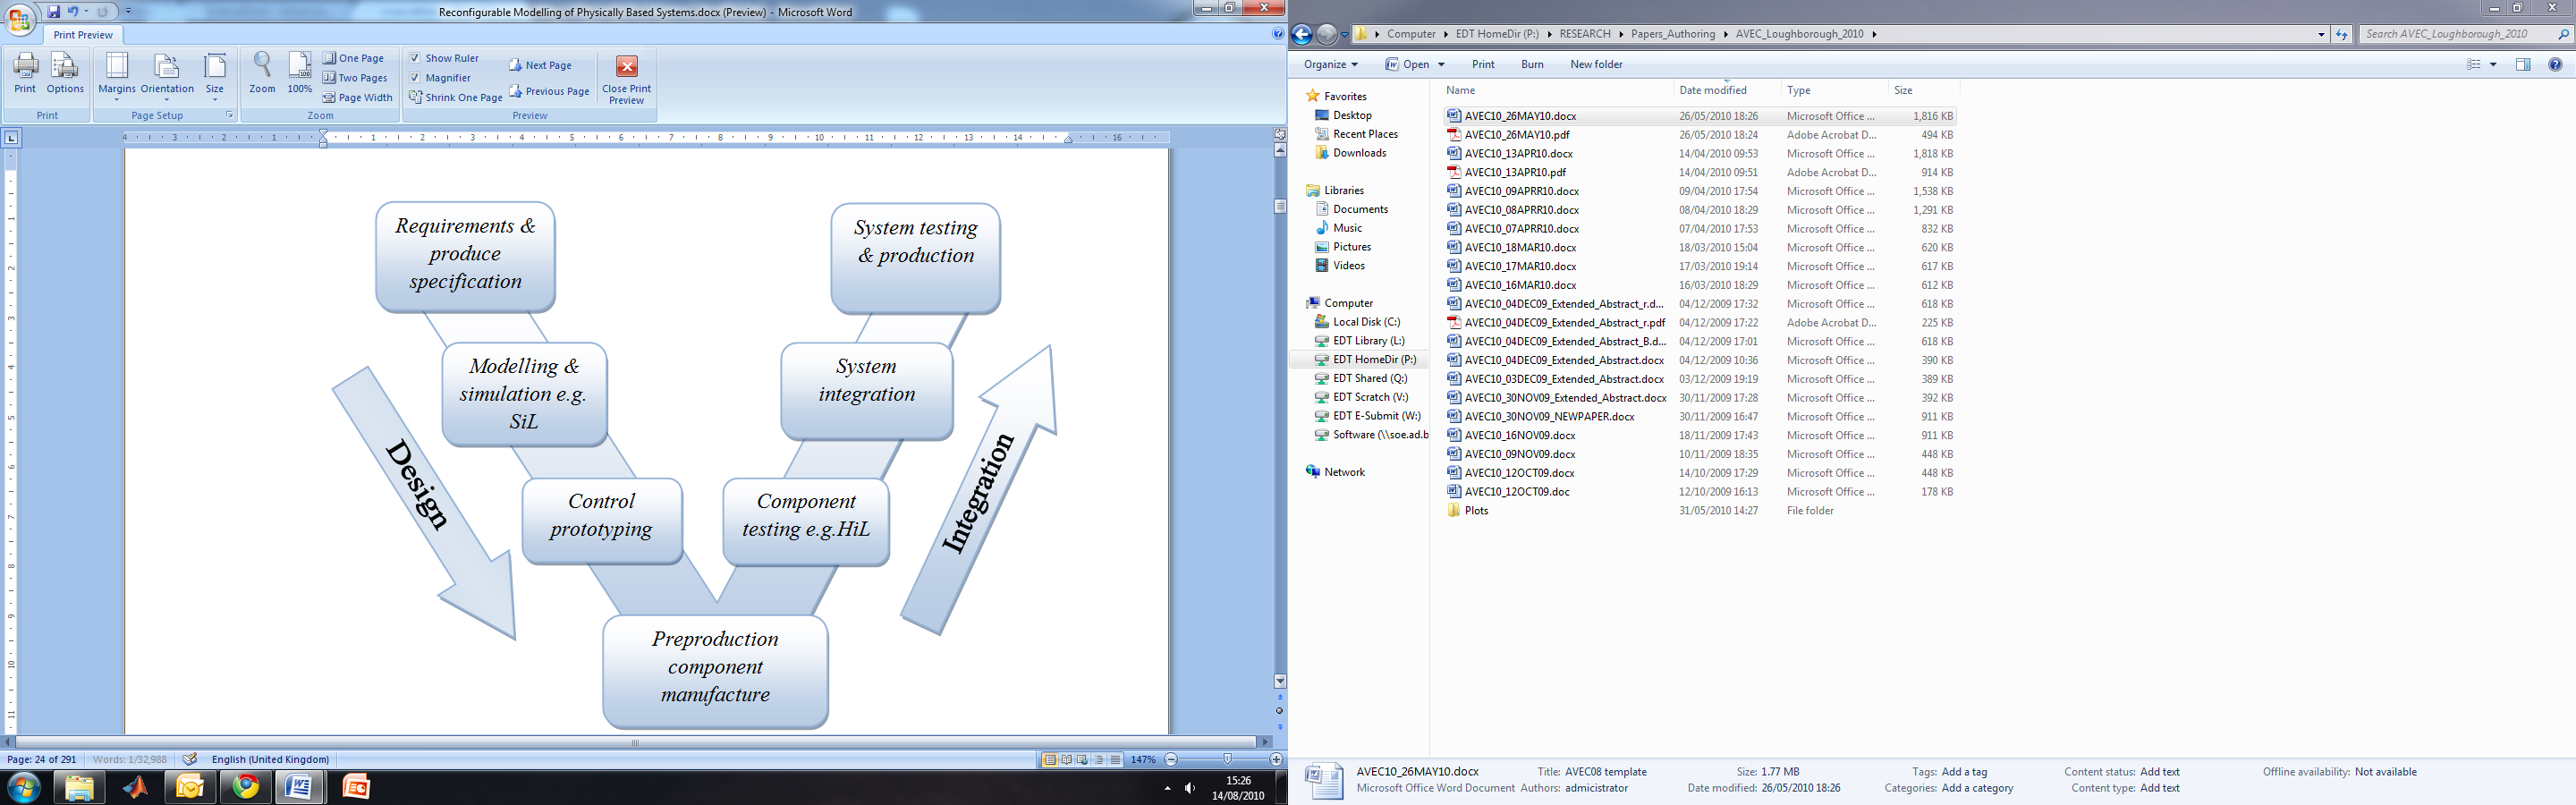 Reconfigurable Modelling of Physically Based Systems.docx (Preview) - Microsoft Word
Print Preview
Print
Options
Margins
Orientation
Size
Zoom
100%
One Page
Two Pages
Page Width
Show Ruler
Magnifier
Shrink One Page
Next Page
Previous Page
Close Print
Preview
Print
Page Setup
Zoom
Preview
Requirements &
produce
specification
System testing
& production
Modelling &
simulation e.g.
SiL
System
integration
Design
Control
prototyping
Component
testing e.g.HiL
Integration
Preproduction
component
manufacture
Page: 24 of 291
Words: 1/32,988
English (United Kingdom)
147%
15:26
14/08/2010
Computer EDT HomeDir (P:) RESEARCH Papers_Authoring AVEC_Loughborough_2010
Search AVEC_Loughborough_2010
Organize Open Print Burn New folder
Favorites
Desktop
Recent Places
Downloads
Libraries
Documents
Music
Pictures
Videos
Computer
Local Disk (C:)
EDT Library (L:)
EDT HomeDir (P:)
EDT Shared (Q:)
EDT Scratch (V:)
EDT E-Submit (W:)
Software (\\soe.ad.b
Network
Name Date modified Type Size
AVEC10_26MAY10.docx 26/05/2010 18:26 Microsoft Office ... 1,816 KB
AVEC10_26MAY10.pdf 26/05/2010 18:24 Adobe Acrobat D... 494 KB
AVEC10_13APR10.docx 14/04/2010 09:53 Microsoft Office ... 1,818 KB
AVEC10_13APR10.pdf 14/04/2010 09:51 Adobe Acrobat D... 914 KB
AVEC10_09APRR10.docx 09/04/2010 17:54 Microsoft Office ... 1,538 KB
AVEC10_08APRR10.docx 08/04/2010 18:29 Microsoft Office ... 1,291 KB
AVEC10_07APRR10.docx 07/04/2010 17:53 Microsoft Office ... 832 KB
AVEC10_18MAR10.docx 18/03/2010 15:04 Microsoft Office ... 620 KB
AVEC10_17MAR10.docx 17/03/2010 19:14 Microsoft Office ... 617 KB
AVEC10_16MAR10.docx 16/03/2010 18:29 Microsoft Office ... 612 KB
AVEC10_04DEC09_Extended_Abstract_r.d... 04/12/2009 17:32 Microsoft Office ... 618 KB
AVEC10_04DEC09_Extended_Abstract_r.pdf 04/12/2009 17:22 Adobe Acrobat D... 225 KB
AVEC10_04DEC09_Extended_Abstract_B.d... 04/12/2009 17:01 Microsoft Office ... 618 KB
AVEC10_04DEC09_Extended_Abstract.docx 04/12/2009 10:36 Microsoft Office ... 390 KB
AVEC10_03DEC09_Extended_Abstract.docx 03/12/2009 19:19 Microsoft Office ... 389 KB
AVEC10_30NOV09_Extended_Abstract.docx 30/11/2009 17:28 Microsoft Office ... 392 KB
AVEC10_30NOV09_NEWPAPER.docx 30/11/2009 16:47 Microsoft Office ... 911 KB
AVEC10_16NOV09.docx 18/11/2009 17:43 Microsoft Office ... 911 KB
AVEC10_09NOV09.docx 10/11/2009 18:35 Microsoft Office ... 448 KB
AVEC10_12OCT09.docx 14/10/2009 17:29 Microsoft Office ... 448 KB
AVEC10_12OCT09.doc 12/10/2009 16:13 Microsoft Office ... 178 KB
Plots 31/05/2010 14:27 File folder
AVEC10_26MAY10.docx Title: AVEC08 template Size: 1.77 MB Tags: Add a tag Content status: Add text Offline availability: Not available
Microsoft Office Word Document Authors: admicistrator Date modified: 26/05/2010 18:26 Categories: Add a category Content type: Add text